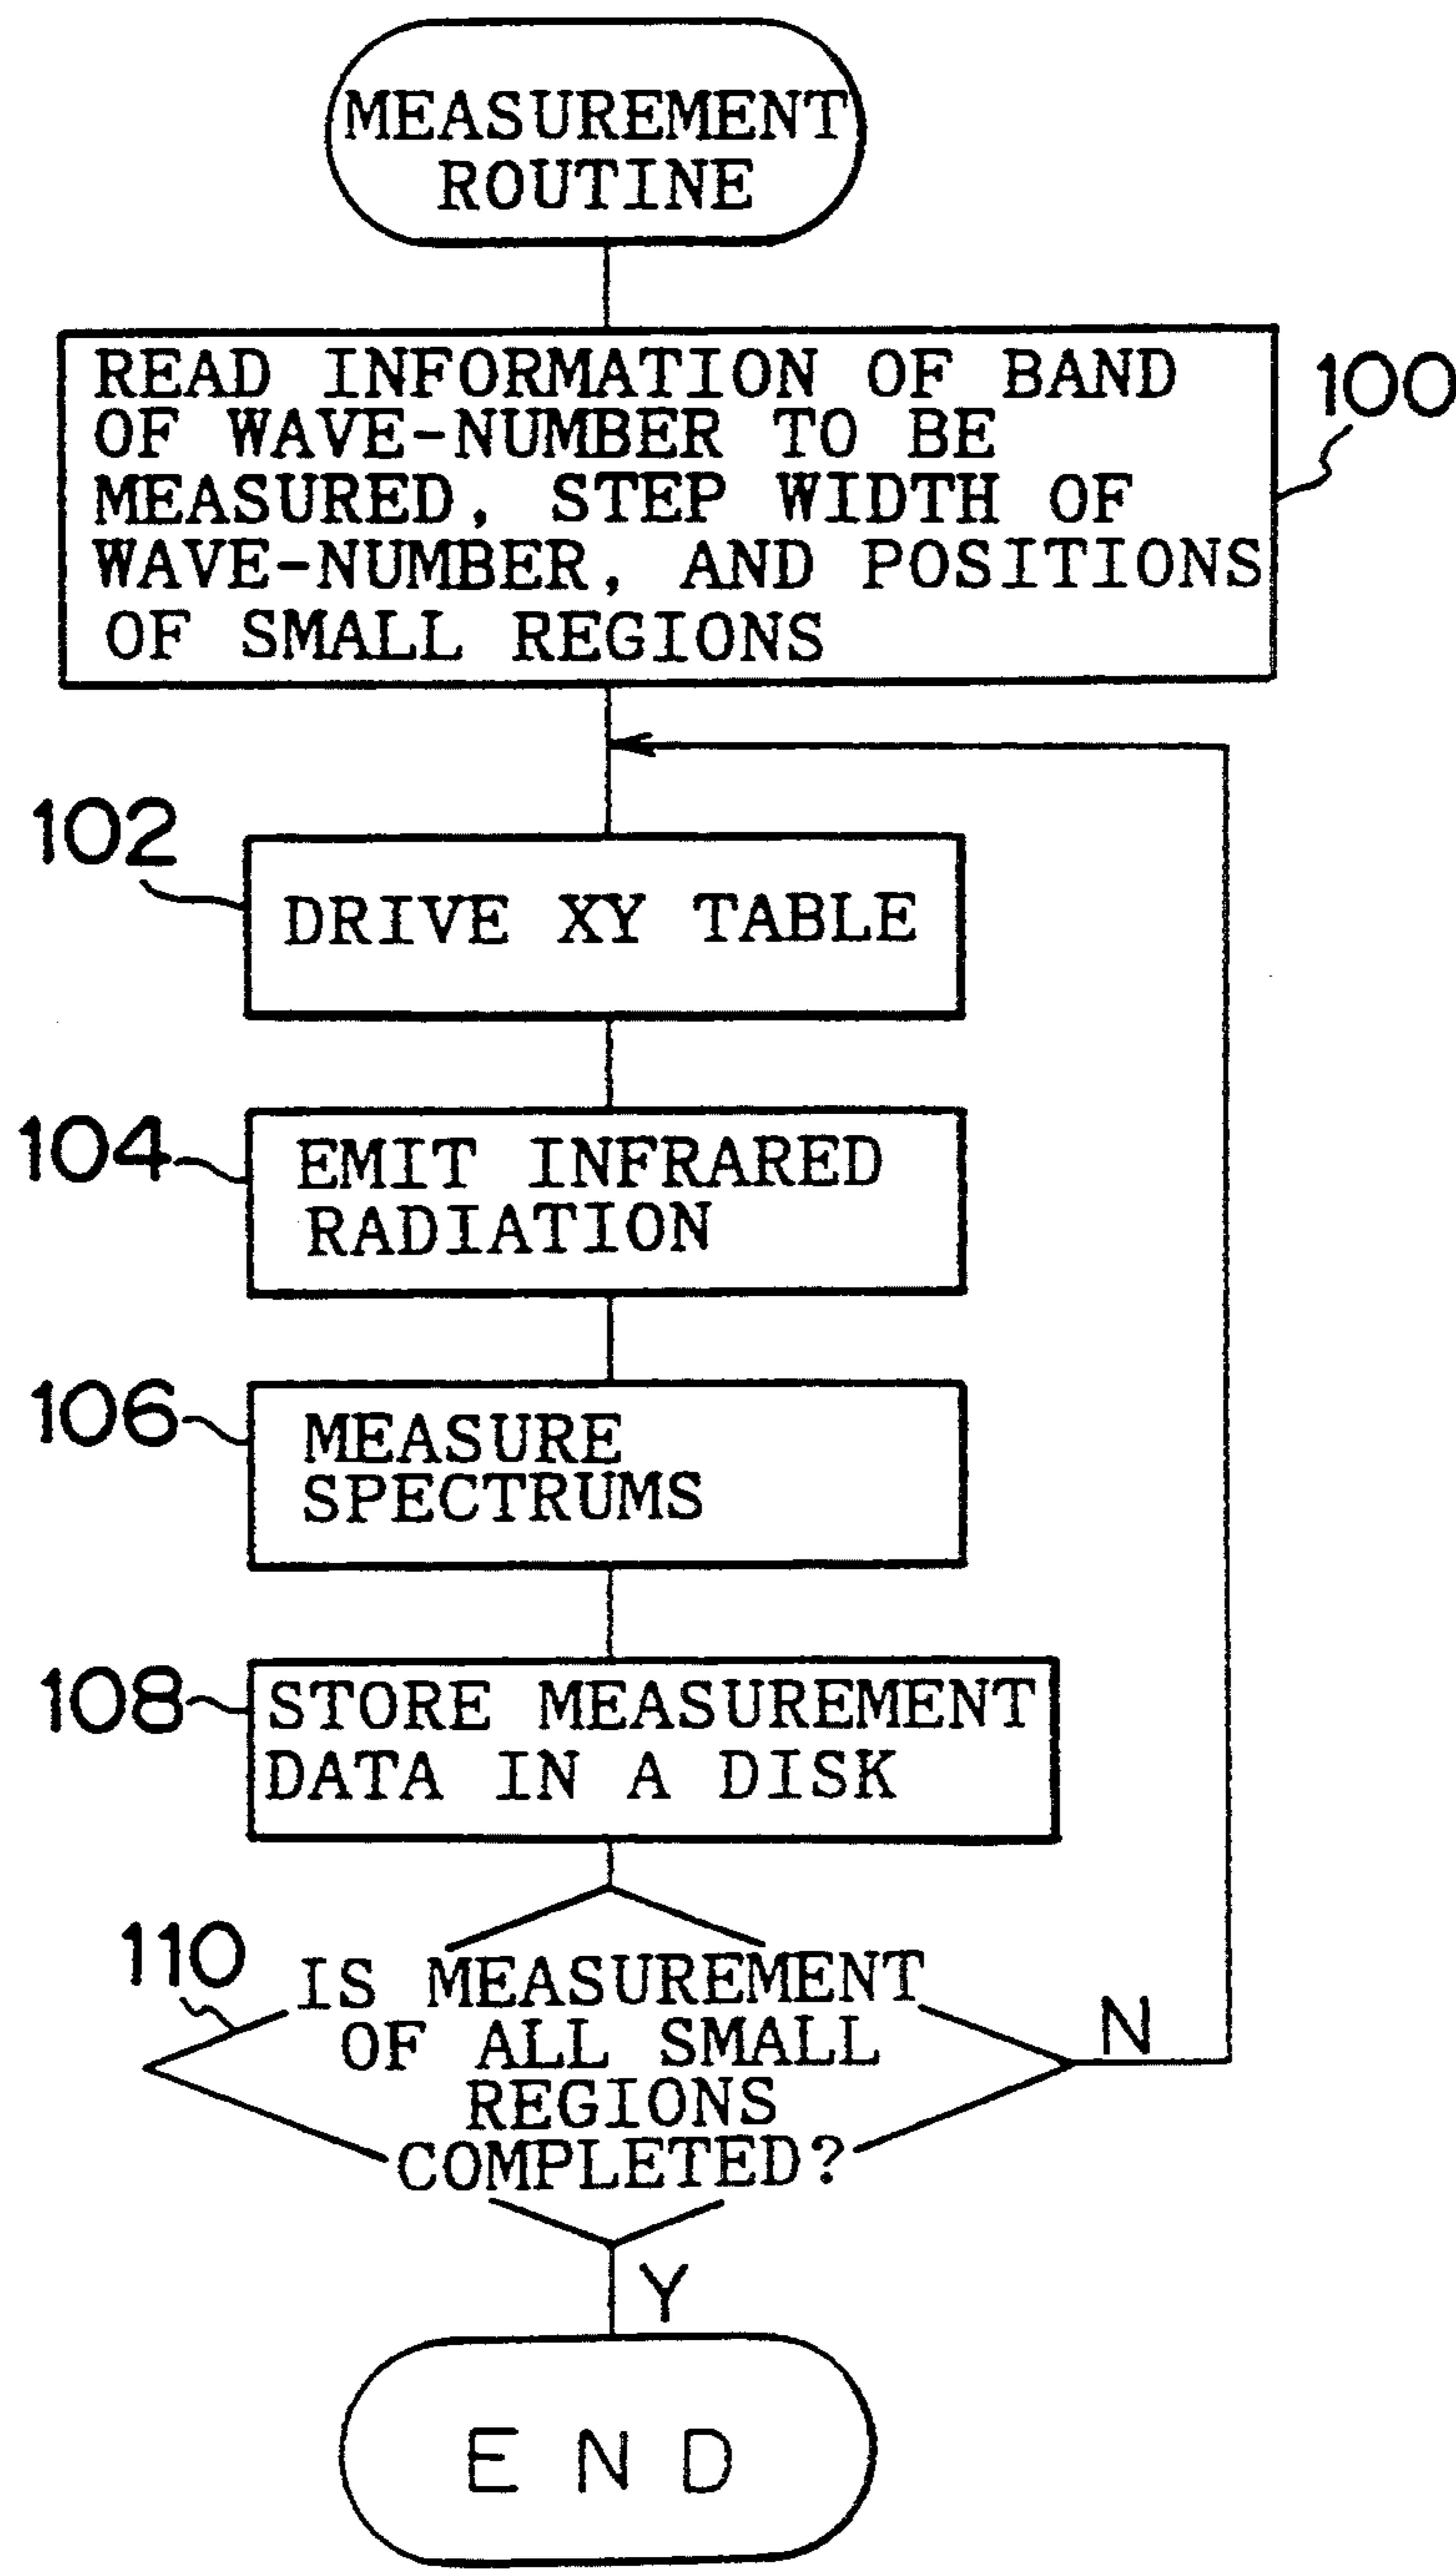 MEASUREMENT
ROUTINE
READ INFORMATION OF BAND
OF WAVE-NUMBER TO BE
MEASURED, STEP WIDTH OF
WAVE-NUMBER, AND POSITIONS
OF SMALL REGIONS
100
102
DRIVE XY TABLE
104
EMIT INFRARED
RADIATION
106
MEASURE
SPECTRUMS
108
STORE MEASUREMENT
DATA IN A DISK
110
IS MEASUREMENT
OF ALL SMALL
REGIONS
COMPLETED?
N
Y
END